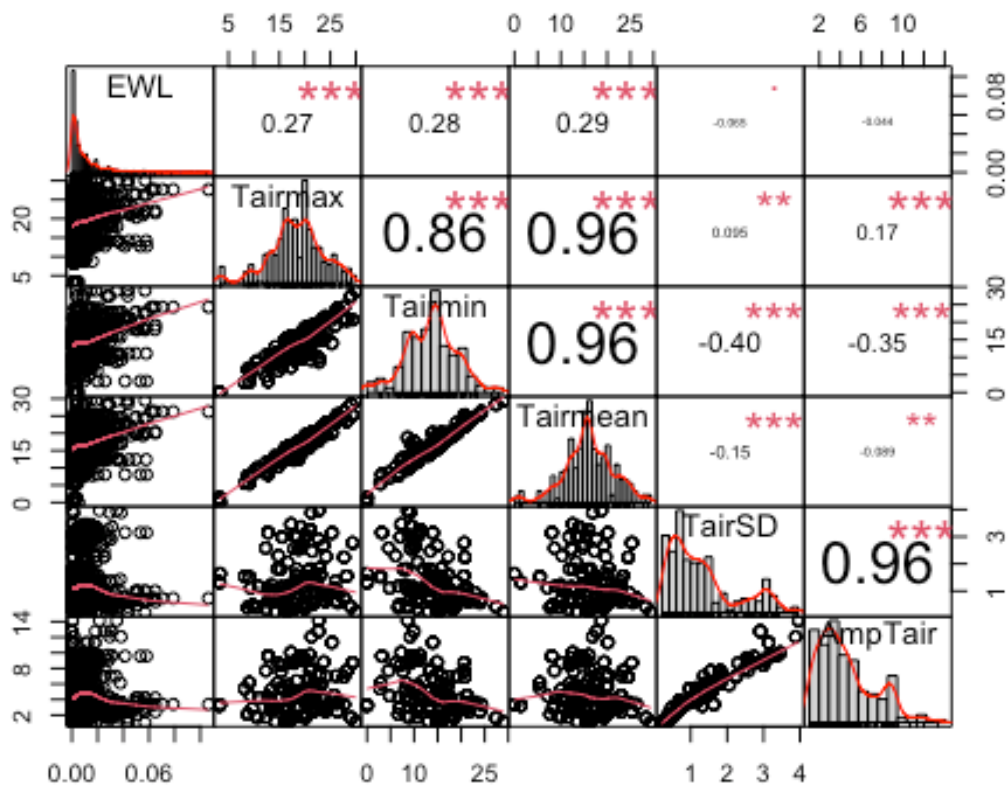 5 15 25 0 10 25 2 6 10
EWL
*** *** *** .
0.27 0.28 0.29 -0.065 -0.044
0.00 0.08
Tairmax
*** *** ** ***
0.86 0.96 0.095 0.17
5 20
Tairmin
*** *** ***
0.96 -0.40 -0.35
0 15 30
Tairmean
*** **
-0.15 -0.089
0 15 30
TairSD
***
0.96
1 3
AmpTair
2 8 14
0.00 0.06 0 10 25 1 2 3 4